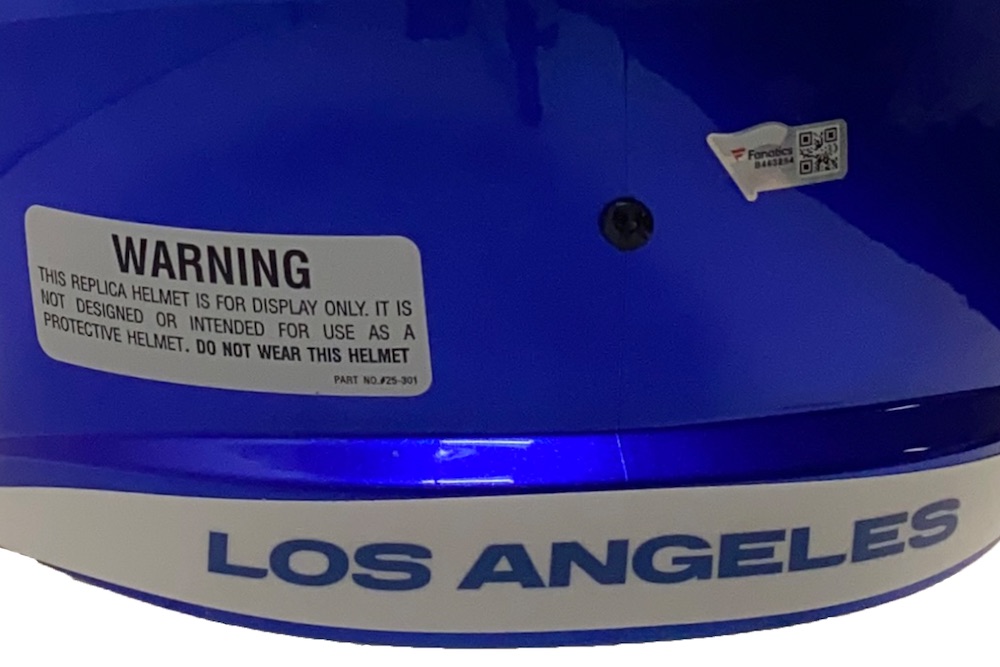 Fanatics
B463894
WARNING
THIS REPLICA HELMET IS FOR DISPLAY ONLY. IT IS
NOT DESIGNED OR INTENDED FOR USE AS A
PROTECTIVE HELMET. DO NOT WEAR THIS HELMET
PART NO.#25-301
LOS ANGELES